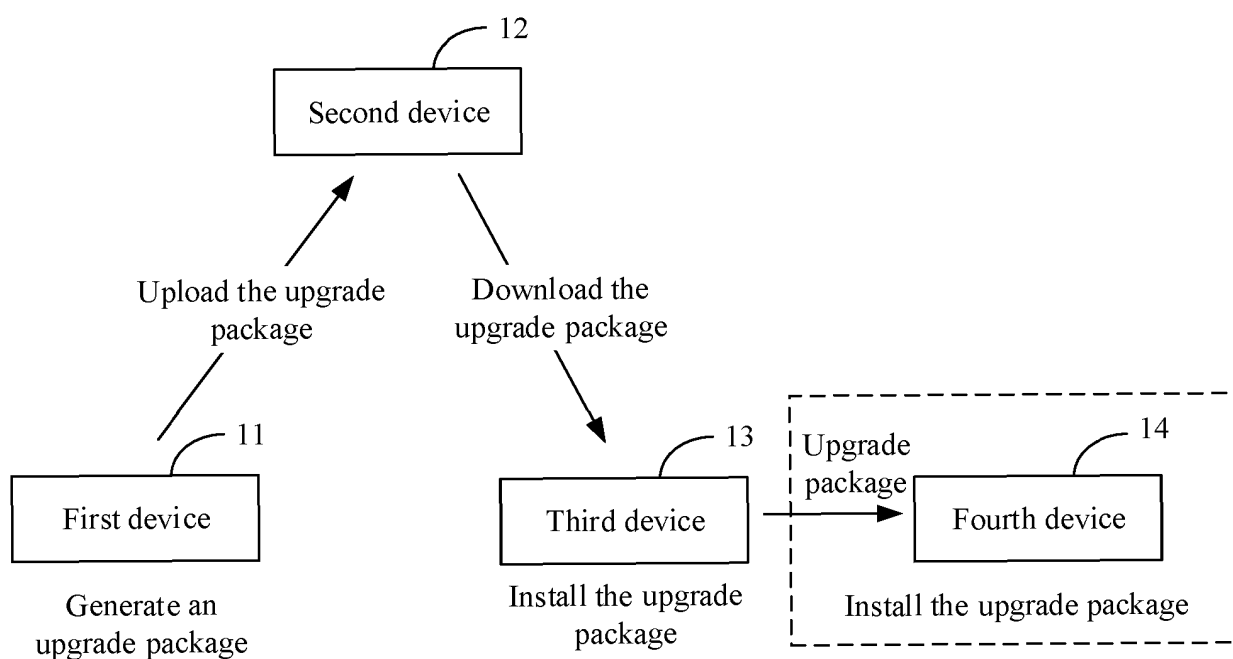 12
Second device
Upload the upgrade
package
Download the
upgrade package
11
First device
Generate an
upgrade package
13
Third device
Install the upgrade
package
Upgrade
package
14
Fourth device
Install the upgrade package